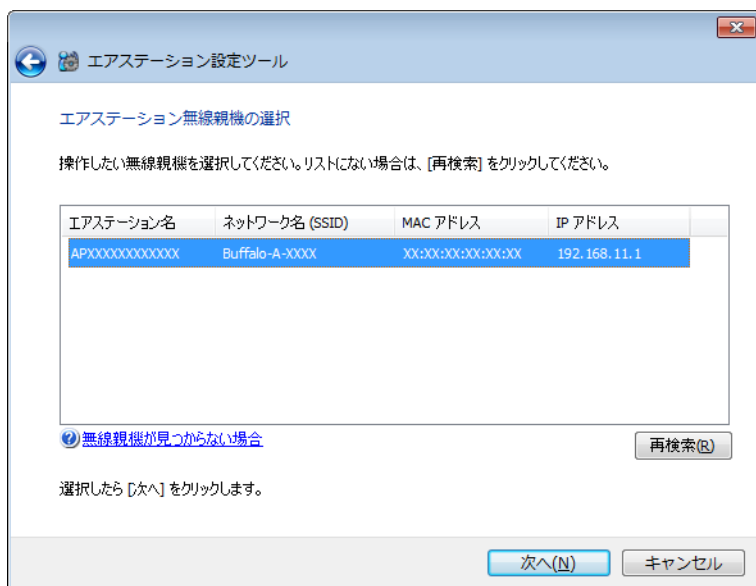 エアステーション設定ツール
エアステーション無線親機の選択
操作したい無線親機を選択してください。リストにない場合は、[再検索] をクリックしてください。
エアステーション名 ネットワーク名 (SSID) MAC アドレス IP アドレス
APXXXXXXXXXXXX Buffalo-A-XXXX XX:XX:XX:XX:XX:XX 192.168.11.1
無線親機が見つからない場合
再検索(R)
選択したら [次へ] をクリックします。
次へ(N) キャンセル